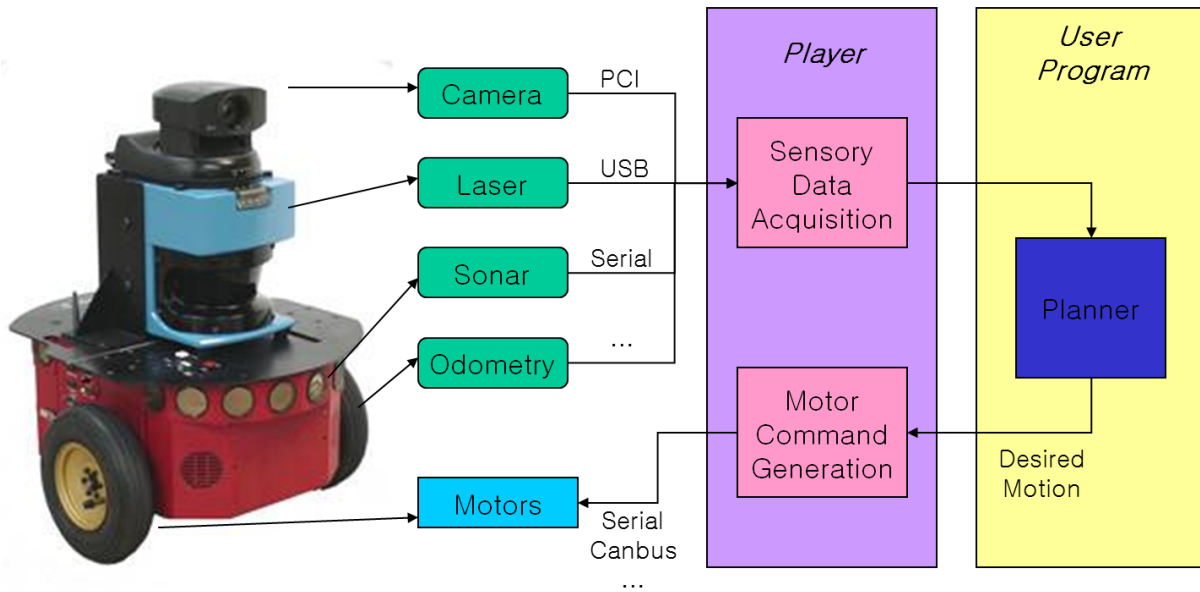 Player
User
Program
Camera
PCI
Sensory
Data
Acquisition
Laser
USB
Sonar
Serial
Planner
Odometry
...
Motor
Command
Generation
Desired
Motion
Motors
Serial
Canbus
...